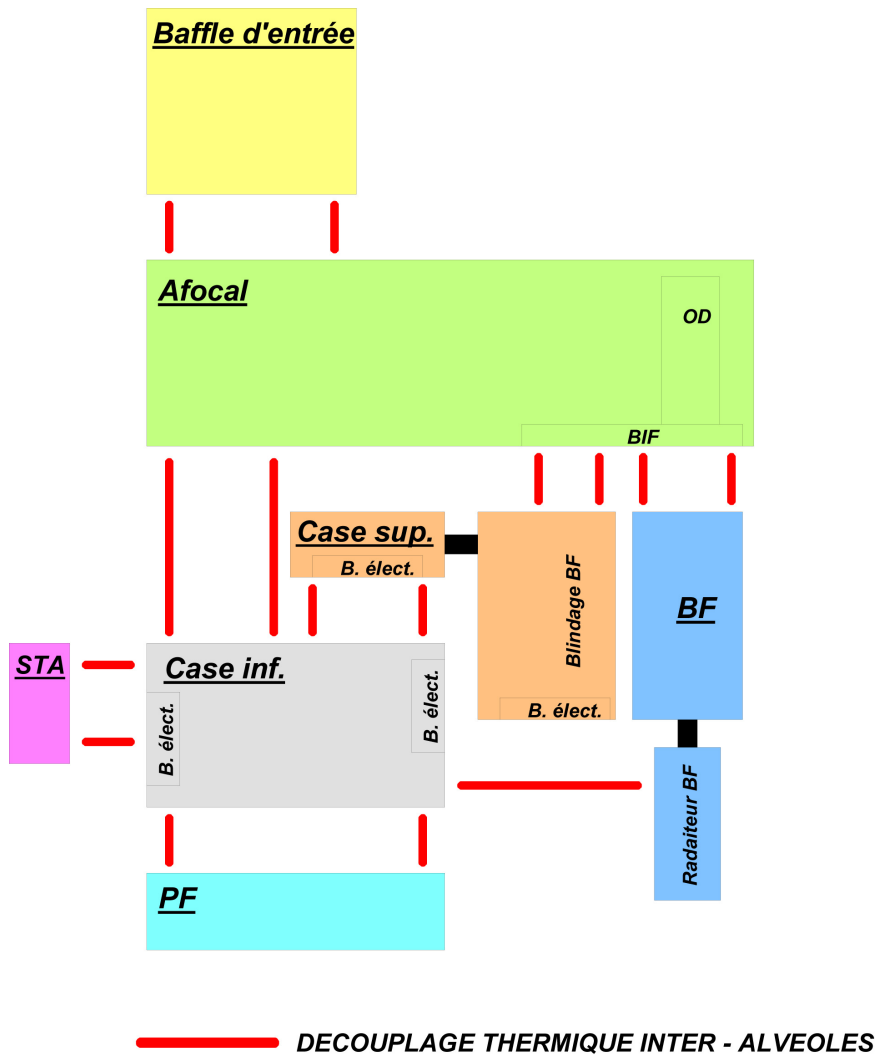 Baffle d'entrée
Afocal
OD
BIF
Case sup.
B. élect.
Blindage BF
B. élect.
BF
STA
Case inf.
B. élect.
B. élect.
Radaiteur BF
PF
DECOUPLAGE THERMIQUE INTER - ALVEOLES